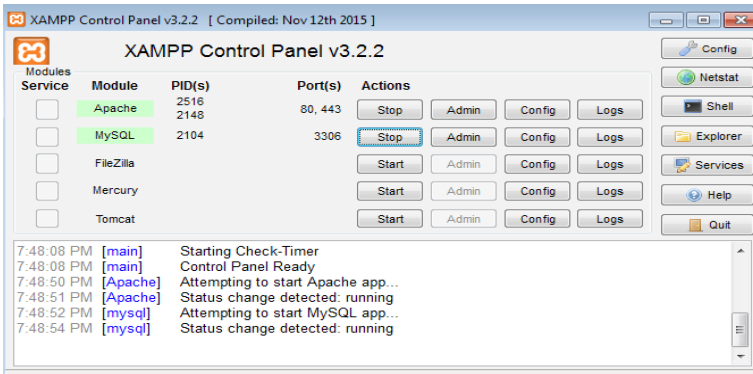 XAMPP Control Panel v3.2.2 [ Compiled: Nov 12th 2015 ]
XAMPP Control Panel v3.2.2
Config
Modules
Service Module PID(s) Port(s) Actions
Netstat
Apache 2516 2148 80, 443 Stop Admin Config Logs
Shell
MySQL 2104 3306 Stop Admin Config Logs
Explorer
FileZilla Start Admin Config Logs
Services
Mercury Start Admin Config Logs
Help
Tomcat Start Admin Config Logs
Quit
7:48:08 PM [main] Starting Check-Timer
7:48:08 PM [main] Control Panel Ready
7:48:50 PM [Apache] Attempting to start Apache app...
7:48:51 PM [Apache] Status change detected: running
7:48:52 PM [mysql] Attempting to start MySQL app...
7:48:54 PM [mysql] Status change detected: running